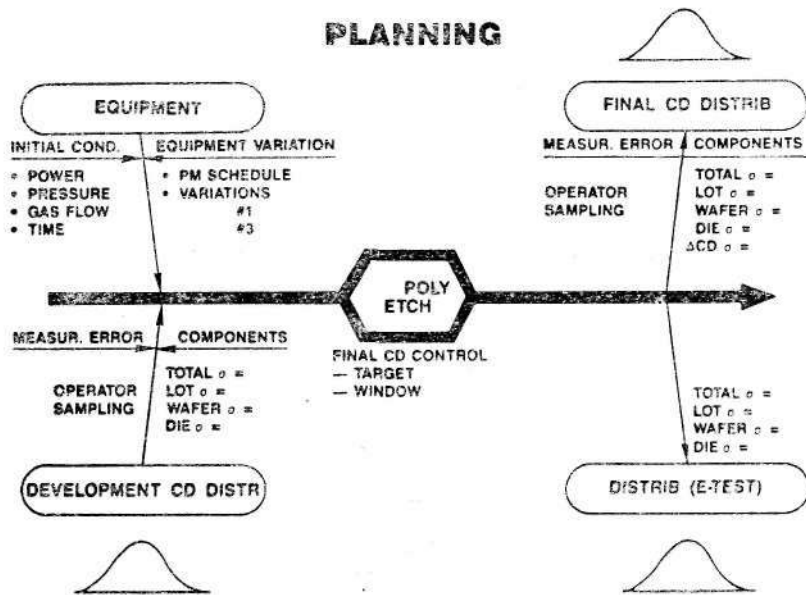 PLANNING
EQUIPMENT
INITIAL COND.
EQUIPMENT VARIATION
• POWER
• PRESSURE
• GAS FLOW
• TIME
• PM SCHEDULE
• VARIATIONS
#1
#3
FINAL CD DISTRIB
MEASUR. ERROR
COMPONENTS
OPERATOR
SAMPLING
TOTAL σ =
LOT σ =
WAFER σ =
DIE σ =
ΔCD σ =
POLY
ETCH
FINAL CD CONTROL
— TARGET
— WINDOW
MEASUR. ERROR
COMPONENTS
OPERATOR
SAMPLING
TOTAL σ =
LOT σ =
WAFER σ =
DIE σ =
DEVELOPMENT CD DISTR
TOTAL σ =
LOT σ =
WAFER σ =
DIE σ =
DISTRIB (E-TEST)